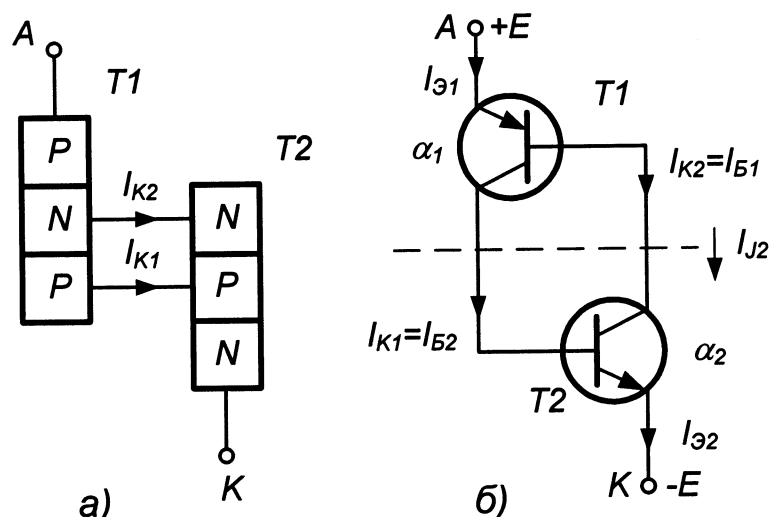 A
T1
P
N
P
I_K2
I_K1
T2
N
P
N
K
а)
A +E
I_Э1
T1
α₁
I_K2=I_Б1
I_J2
I_K1=I_Б2
α₂
T2
I_Э2
K -E
б)